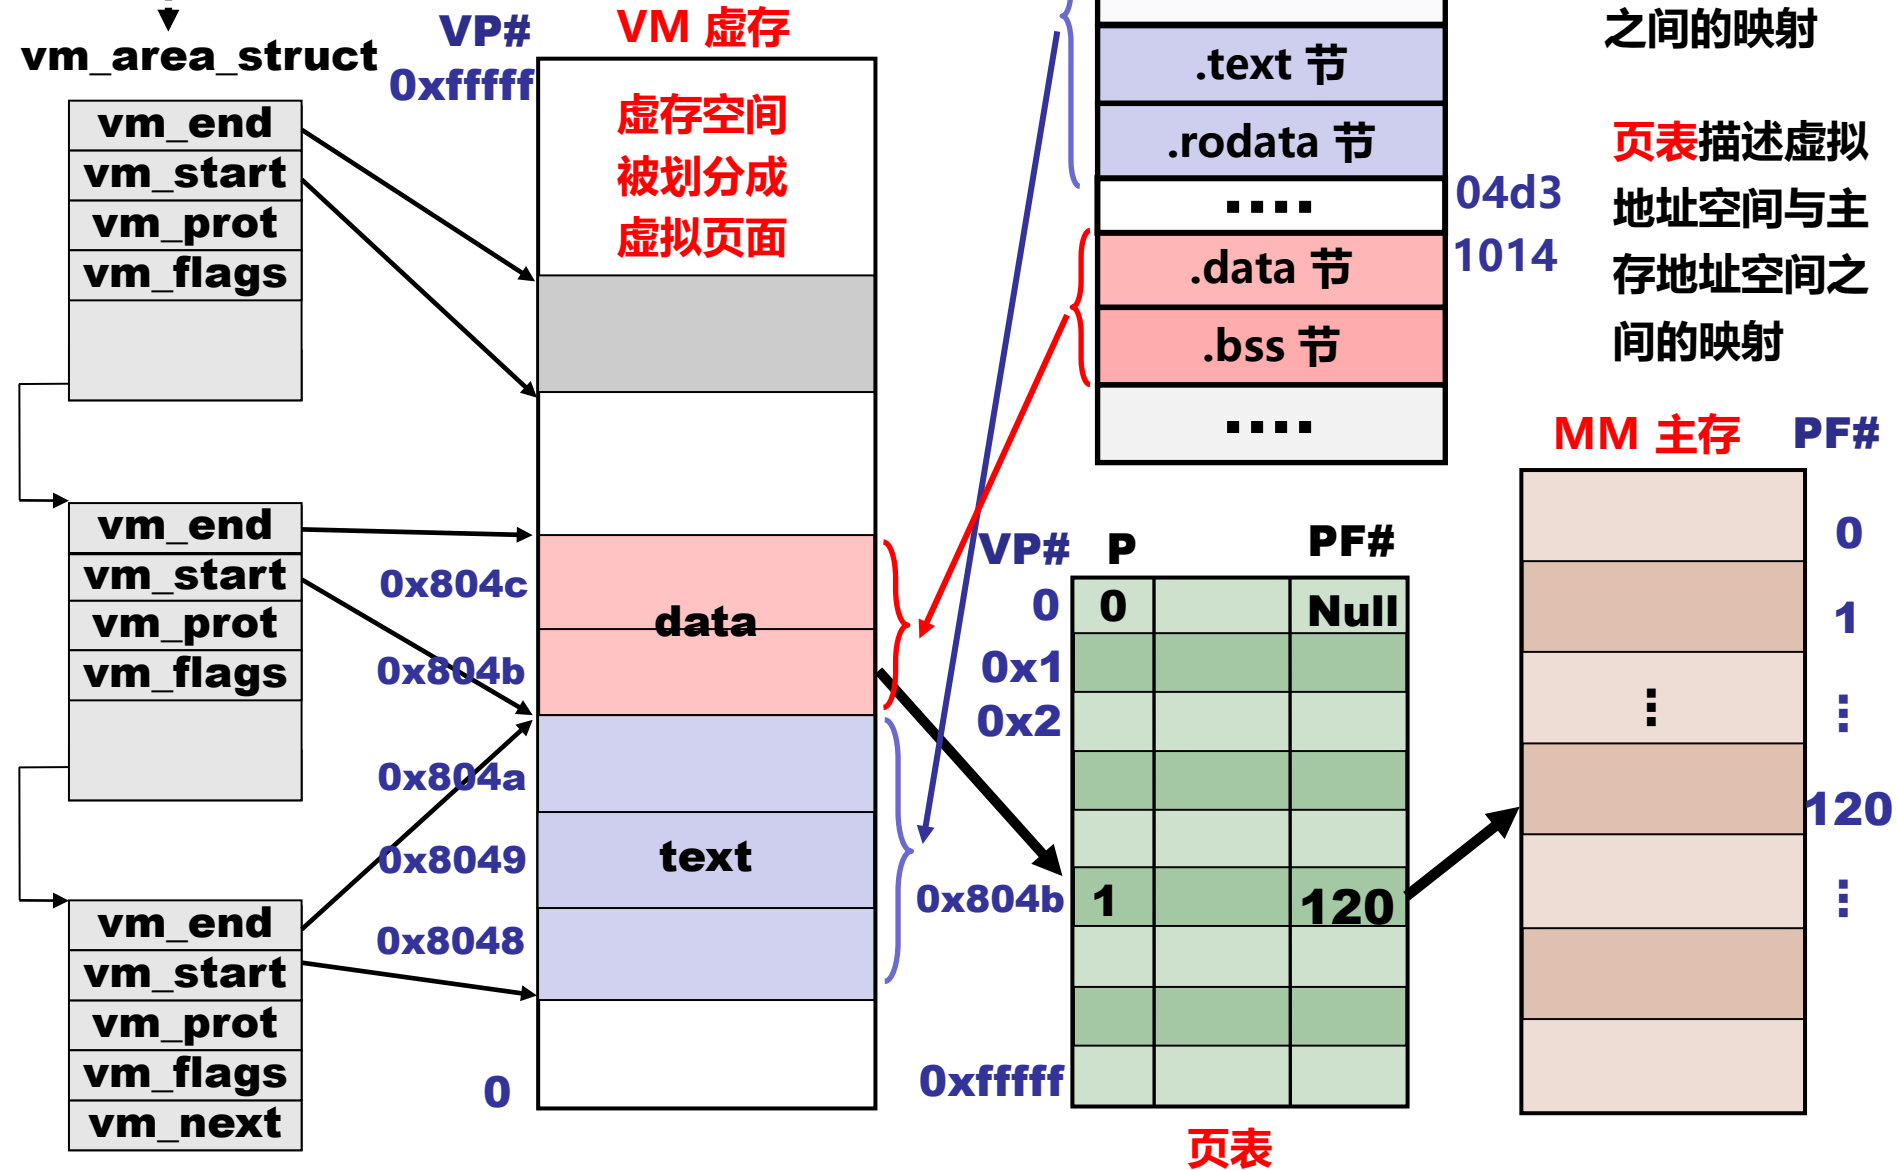 vm_area_struct
vm_end
vm_start
vm_prot
vm_flags
vm_end
vm_start
vm_prot
vm_flags
vm_end
vm_start
vm_prot
vm_flags
vm_next
VP#
VM 虚存
0xfffff
虚存空间
被划分成
虚拟页面
0x804c
data
0x804b
0x804a
0x8049
text
0x8048
0
.text 节
.rodata 节
....
04d3
.data 节
1014
.bss 节
....
之间的映射
页表描述虚拟
地址空间与主
存地址空间之
间的映射
VP# P PF#
0 0 Null
0x1
0x2
0x804b 1 120
0xfffff
页表
MM 主存 PF#
0
1
⋮ ⋮
120
⋮